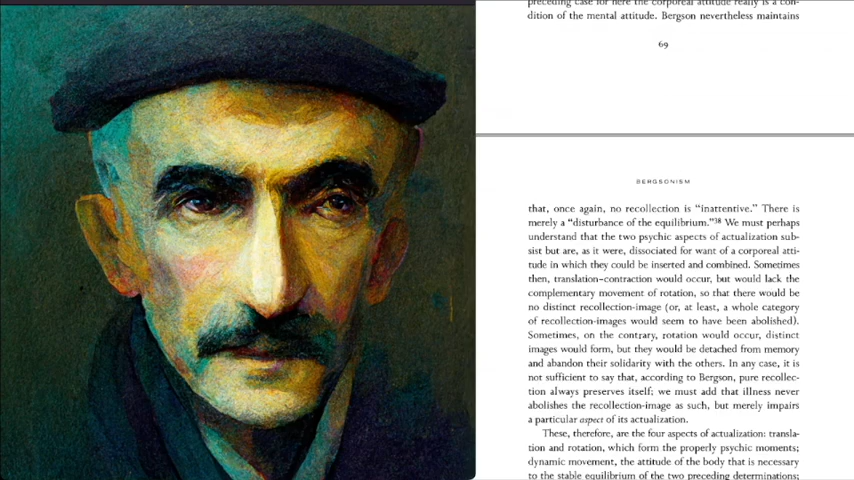 preceding case for here the corporeal attitude really is a con-
dition of the mental attitude. Bergson nevertheless maintains
69
BERGSONISM
that, once again, no recollection is “inattentive.” There is
merely a “disturbance of the equilibrium.”38 We must perhaps
understand that the two psychic aspects of actualization sub-
sist but are, as it were, dissociated for want of a corporeal atti-
tude in which they could be inserted and combined. Sometimes
then, translation-contraction would occur, but would lack the
complementary movement of rotation, so that there would be
no distinct recollection-image (or, at least, a whole category
of recollection-images would seem to have been abolished).
Sometimes, on the contrary, rotation would occur, distinct
images would form, but they would be detached from memory
and abandon their solidarity with the others. In any case, it is
not sufficient to say that, according to Bergson, pure recollec-
tion always preserves itself; we must add that illness never
abolishes the recollection-image as such, but merely impairs
a particular aspect of its actualization.
These, therefore, are the four aspects of actualization: transla-
tion and rotation, which form the properly psychic moments;
dynamic movement, the attitude of the body that is necessary
to the stable equilibrium of the two preceding determinations;